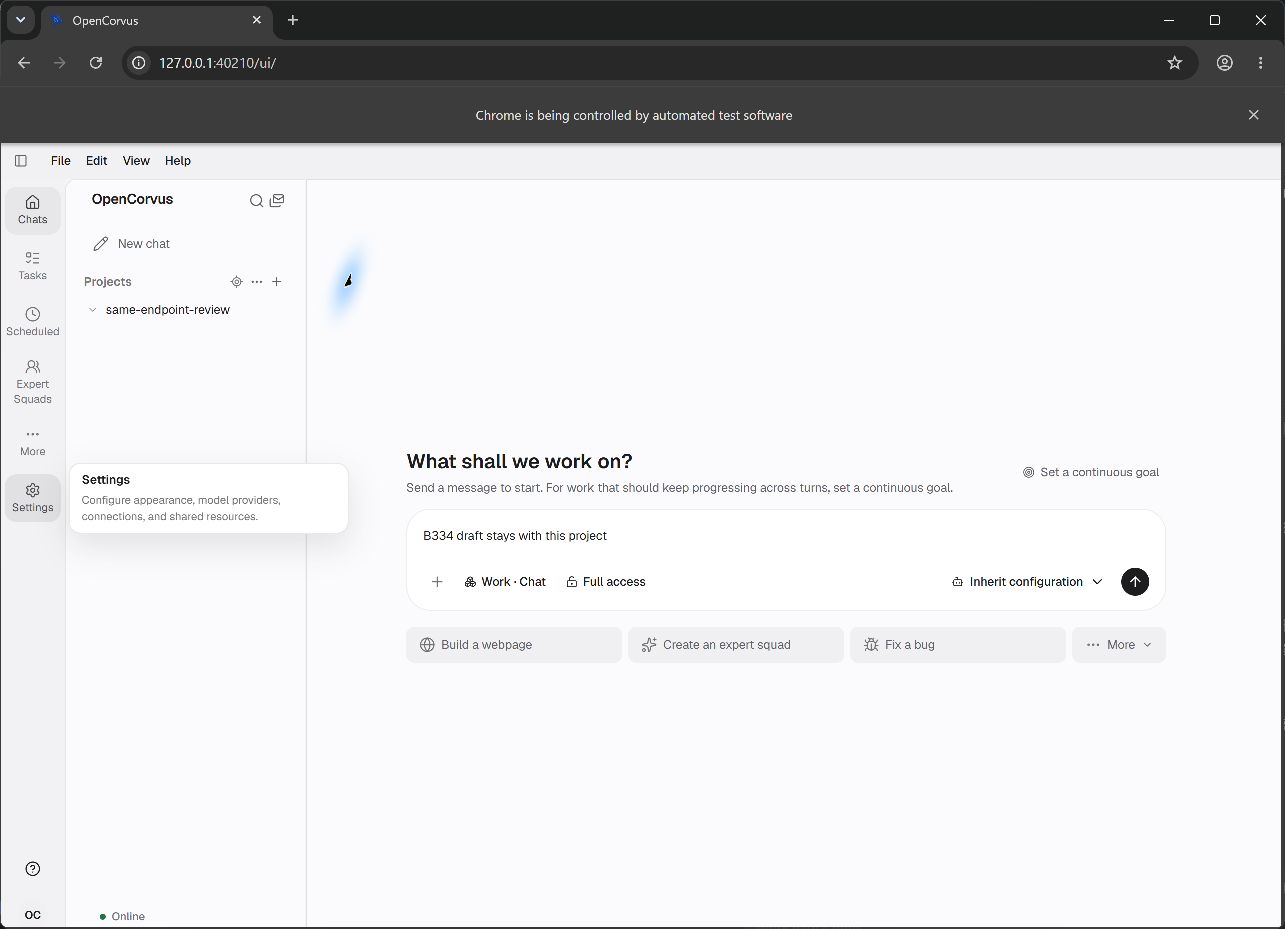 OpenCorvus
127.0.0.1:40210/ui/
Chrome is being controlled by automated test software
File Edit View Help
Chats
Tasks
Scheduled
Expert
Squads
More
Settings
OpenCorvus
New chat
Projects
same-endpoint-review
Settings
Configure appearance, model providers,
connections, and shared resources.
What shall we work on?
Set a continuous goal
Send a message to start. For work that should keep progressing across turns, set a continuous goal.
B334 draft stays with this project
Work · Chat Full access Inherit configuration
Build a webpage Create an expert squad Fix a bug More
OC
Online